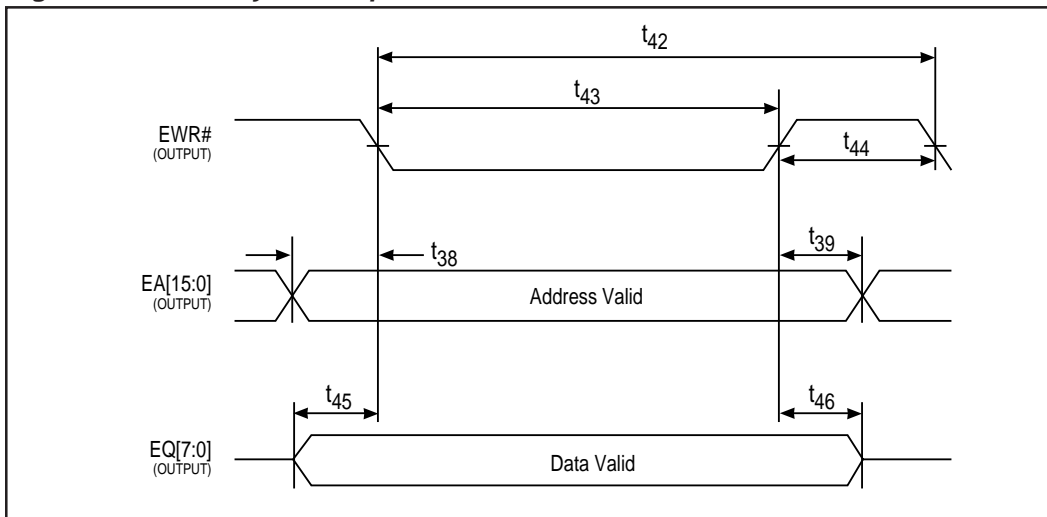 t42
t43
EWR#
(OUTPUT)
t44
t38
t39
EA[15:0]
(OUTPUT)
Address Valid
t45
t46
EQ[7:0]
(OUTPUT)
Data Valid